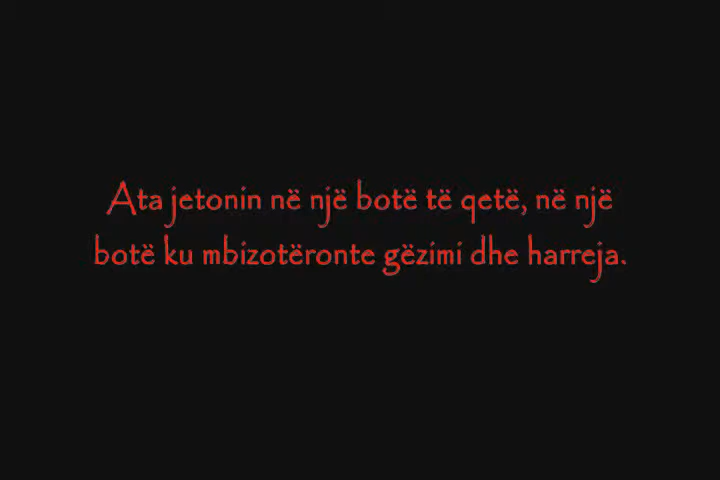 Ata jetonin në një botë të qetë, në një
botë ku mbizotëronte gëzimi dhe harreja.